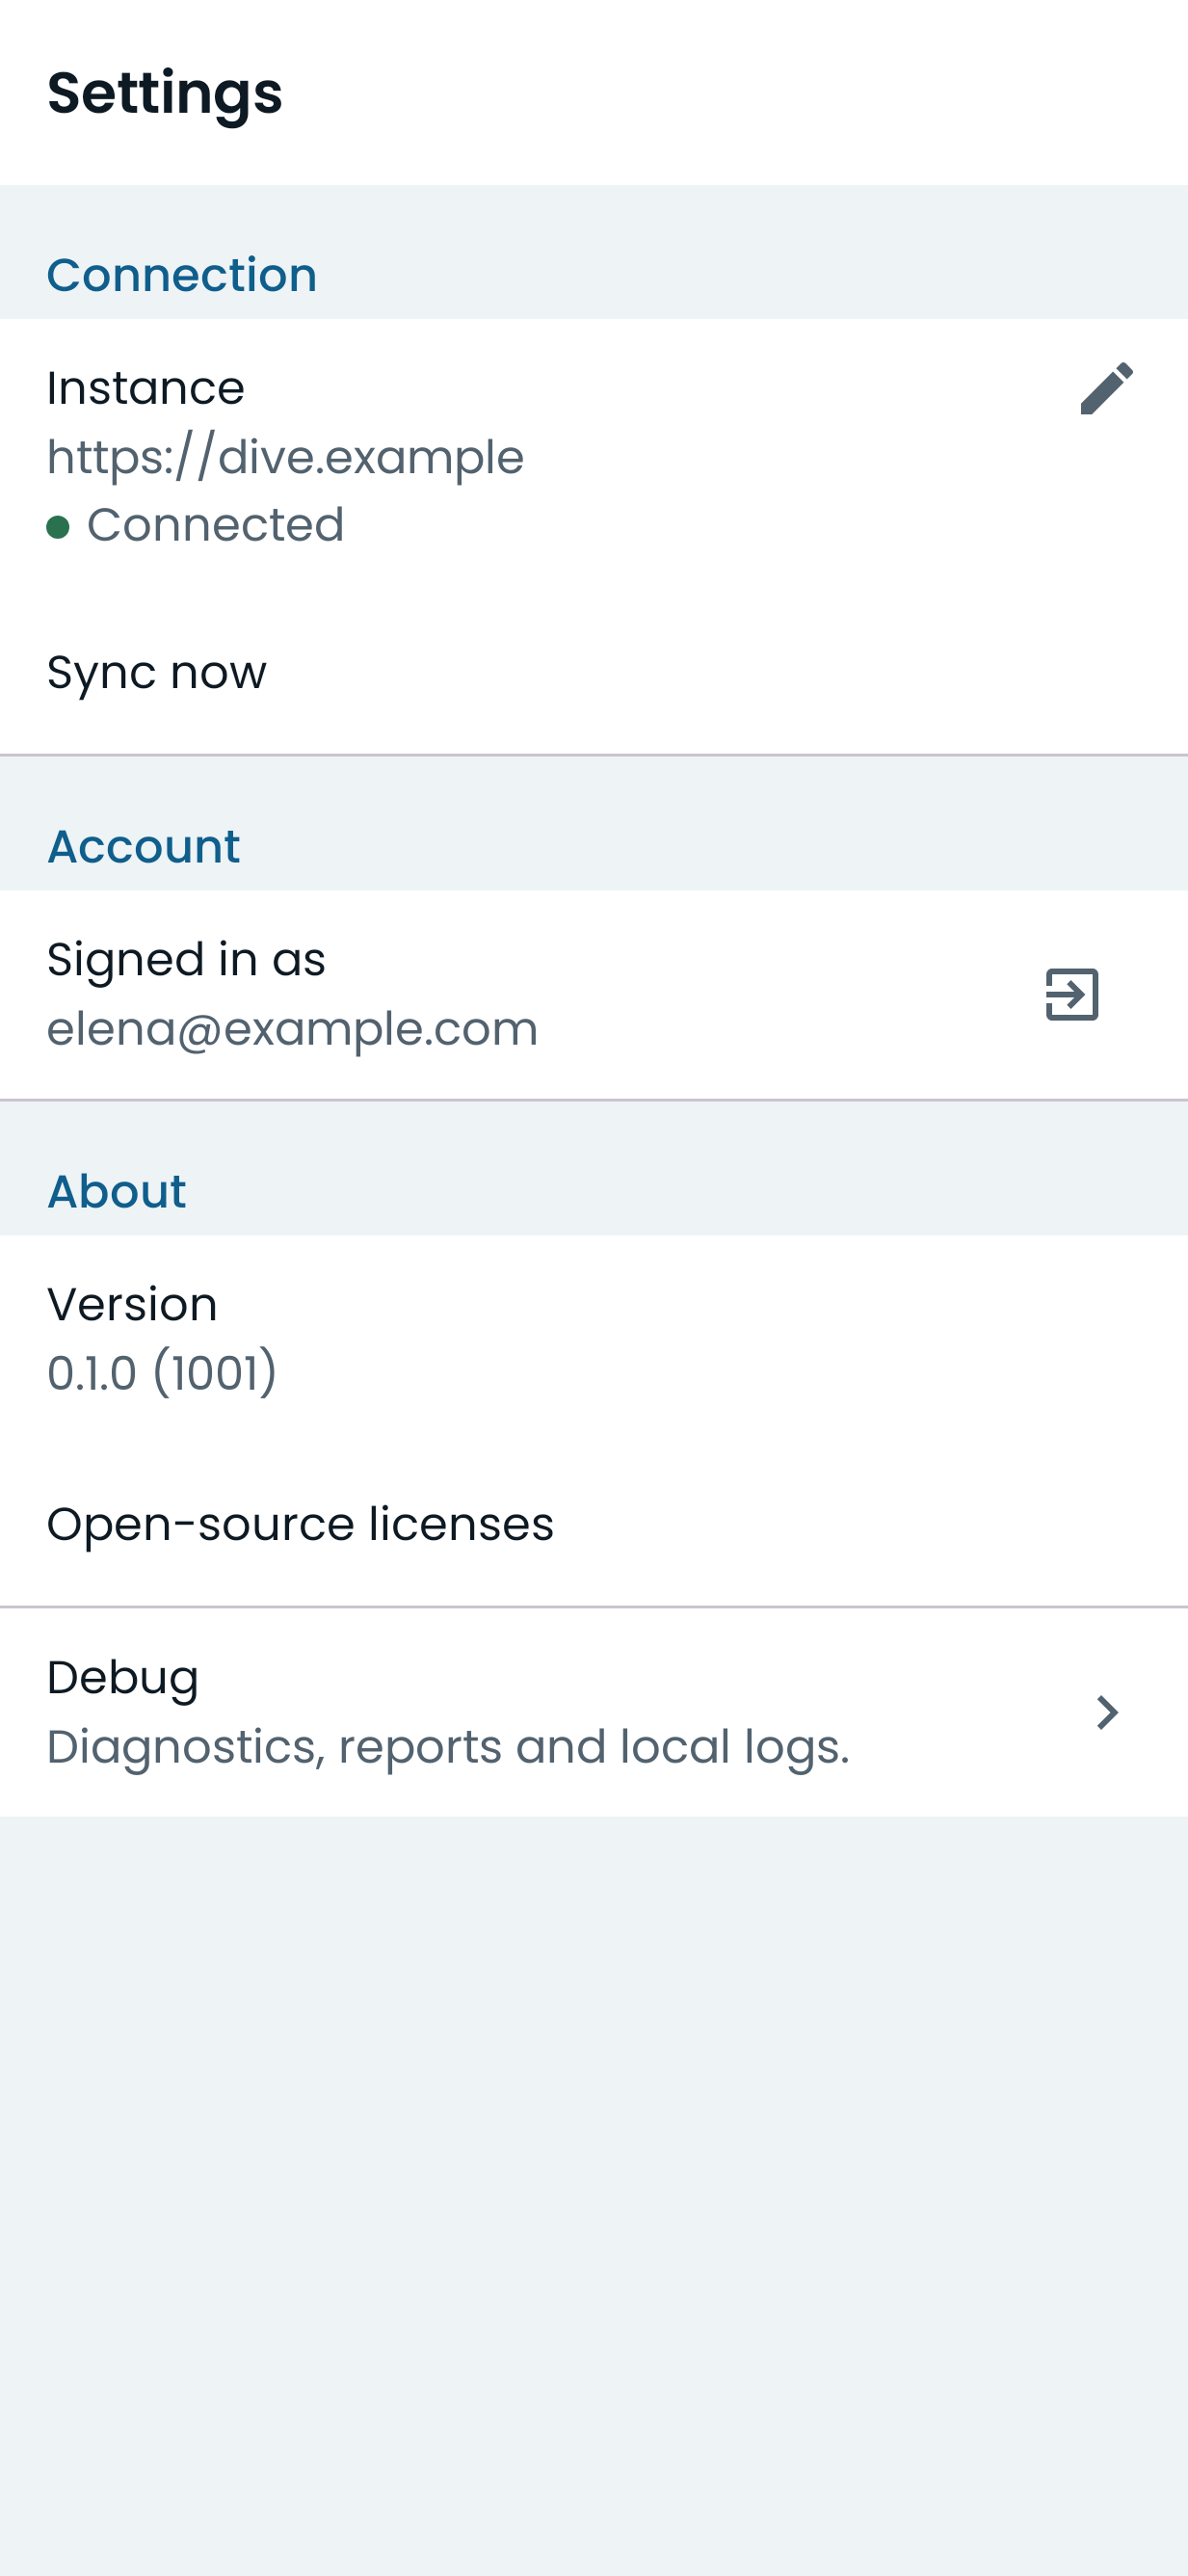 Settings
Connection
Instance
https://dive.example
Connected
Sync now
Account
Signed in as
elena@example.com
About
Version
0.1.0 (1001)
Open-source licenses
Debug
Diagnostics, reports and local logs.